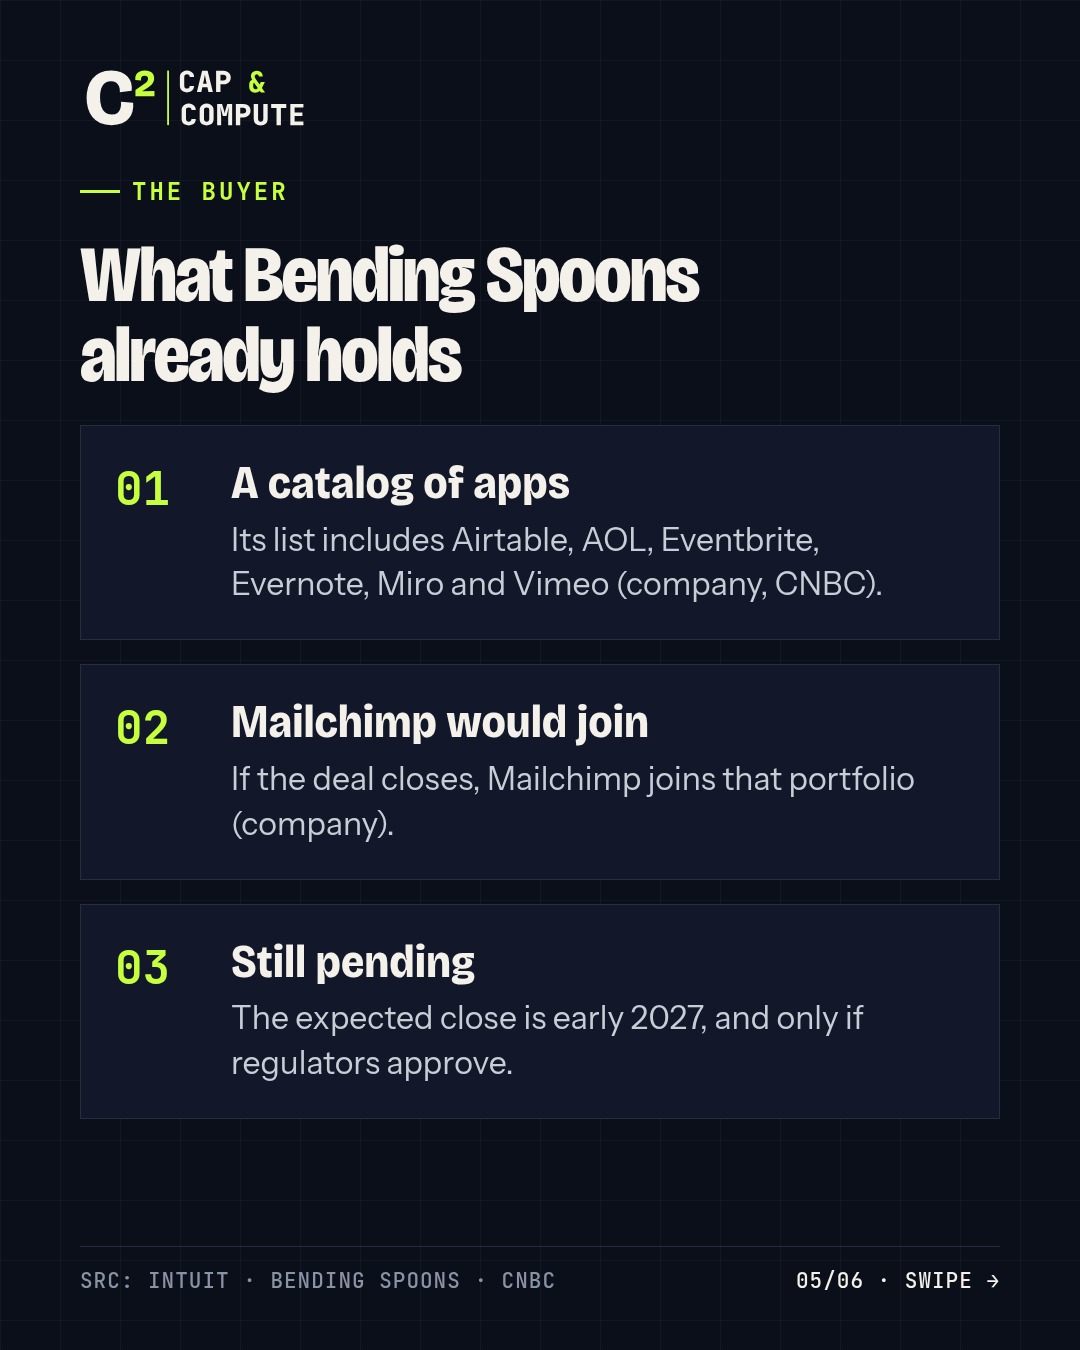 C² CAP &
COMPUTE
THE BUYER
What Bending Spoons
already holds
01
A catalog of apps
Its list includes Airtable, AOL, Eventbrite,
Evernote, Miro and Vimeo (company, CNBC).
02
Mailchimp would join
If the deal closes, Mailchimp joins that portfolio
(company).
03
Still pending
The expected close is early 2027, and only if
regulators approve.
SRC: INTUIT · BENDING SPOONS · CNBC
05/06 · SWIPE →